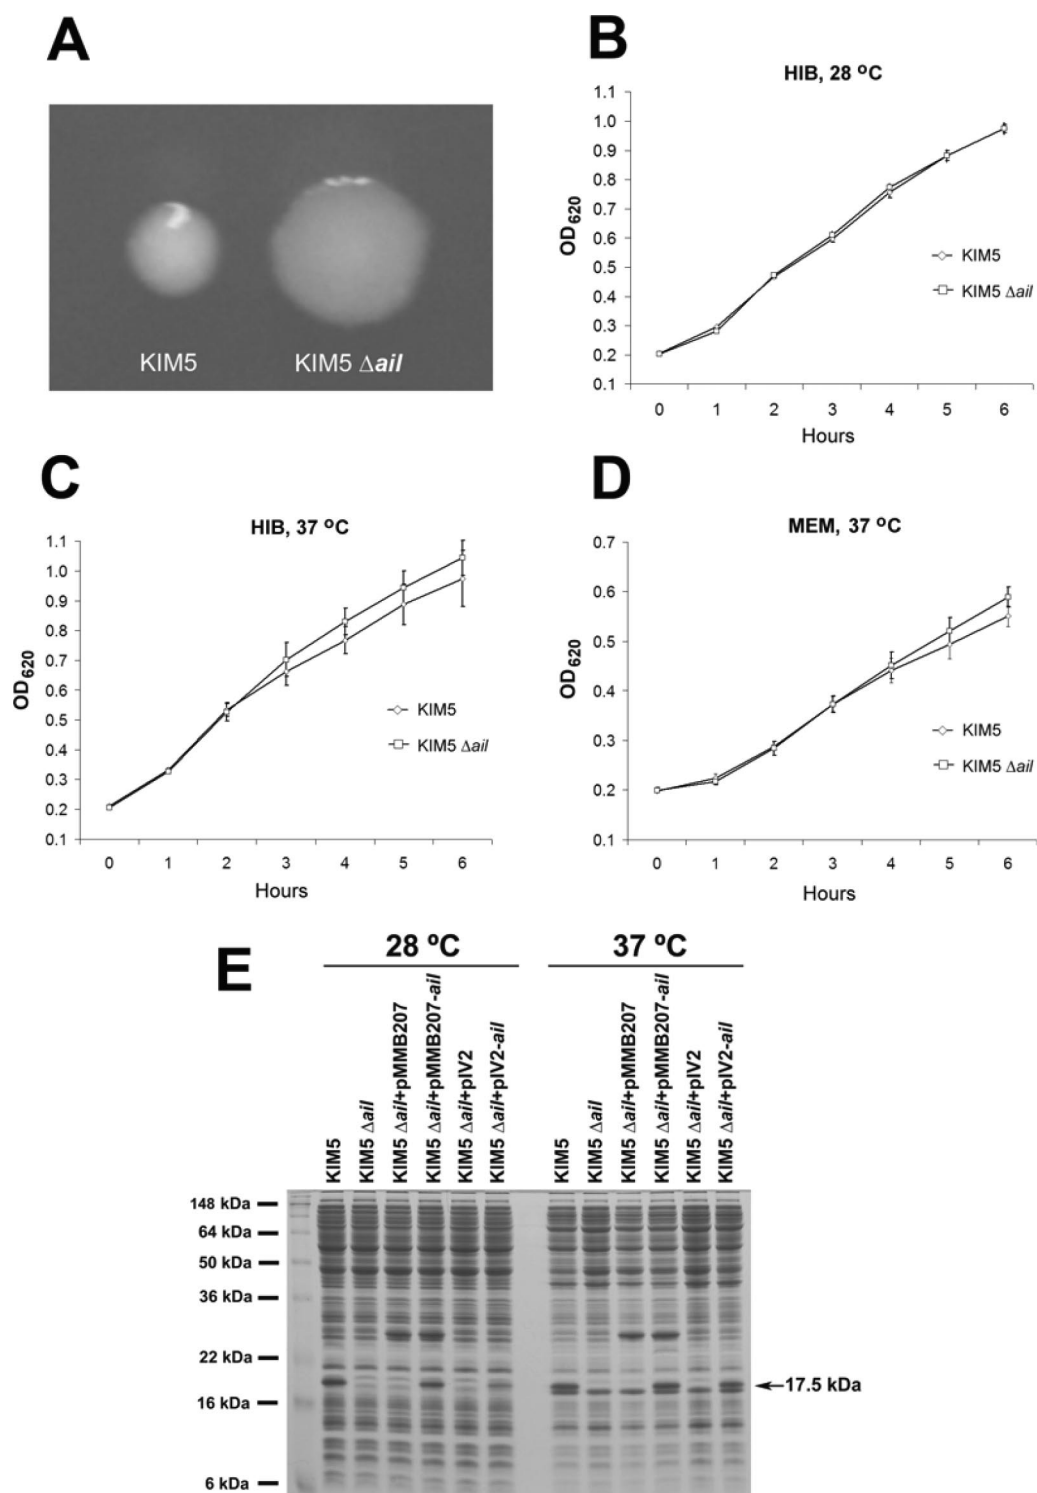 A
KIM5
KIM5 Δail
B
HIB, 28 ºC
1.1
1.0
0.9
0.8
0.7
0.6
0.5
0.4
0.3
0.2
0.1
OD620
0 1 2 3 4 5 6
Hours
KIM5
KIM5 Δail
C
HIB, 37 ºC
1.1
1.0
0.9
0.8
0.7
0.6
0.5
0.4
0.3
0.2
0.1
OD620
0 1 2 3 4 5 6
Hours
KIM5
KIM5 Δail
D
MEM, 37 ºC
0.7
0.6
0.5
0.4
0.3
0.2
0.1
OD620
0 1 2 3 4 5 6
Hours
KIM5
KIM5 Δail
E
28 ºC
KIM5
KIM5 Δail
KIM5 Δail+pMMB207
KIM5 Δail+pMMB207-ail
KIM5 Δail+pIV2
KIM5 Δail+pIV2-ail
37 ºC
KIM5
KIM5 Δail
KIM5 Δail+pMMB207
KIM5 Δail+pMMB207-ail
KIM5 Δail+pIV2
KIM5 Δail+pIV2-ail
148 kDa
64 kDa
50 kDa
36 kDa
22 kDa
16 kDa
6 kDa
17.5 kDa